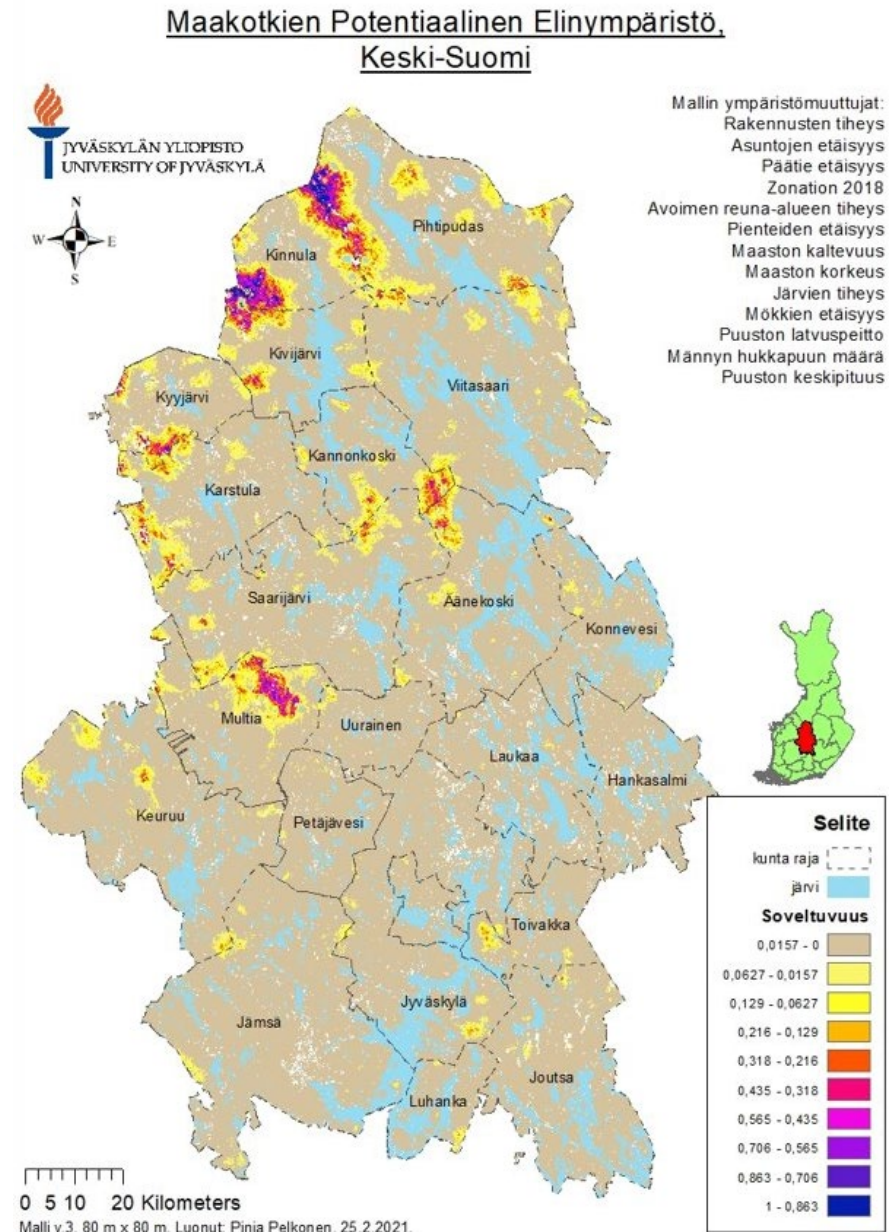 Maakotkien Potentiaalinen Elinympäristö,
Keski-Suomi
JYVÄSKYLÄN YLIOPISTO
UNIVERSITY OF JYVÄSKYLÄ
N
W
E
S
Mallin ympäristömuuttujat:
Rakennusten tiheys
Asuntojen etäisyys
Päätie etäisyys
Zonation 2018
Avoimen reuna-alueen tiheys
Pienteiden etäisyys
Maaston kaltevuus
Maaston korkeus
Järvien tiheys
Mökkien etäisyys
Puuston latvuspeitto
Männyn hukkapuun määrä
Puuston keskipituus
Pihtipudas
Kinnula
Kivijärvi
Viitasaari
Kyyjärvi
Kannonkoski
Karstula
Saarijärvi
Äänekoski
Konnevesi
Multia
Uurainen
Laukaa
Hankasalmi
Keuruu
Petäjävesi
Toivakka
Jyväskylä
Jämsä
Joutsa
Luhanka
Selite
kunta raja
järvi
Soveltuvuus
0,0157 - 0
0,0627 - 0,0157
0,129 - 0,0627
0,216 - 0,129
0,318 - 0,216
0,435 - 0,318
0,565 - 0,435
0,706 - 0,565
0,863 - 0,706
1 - 0,863
0 5 10 20 Kilometers
Malli v.3. 80 m x 80 m. Luonut: Pinja Pelkonen. 25.2.2021.